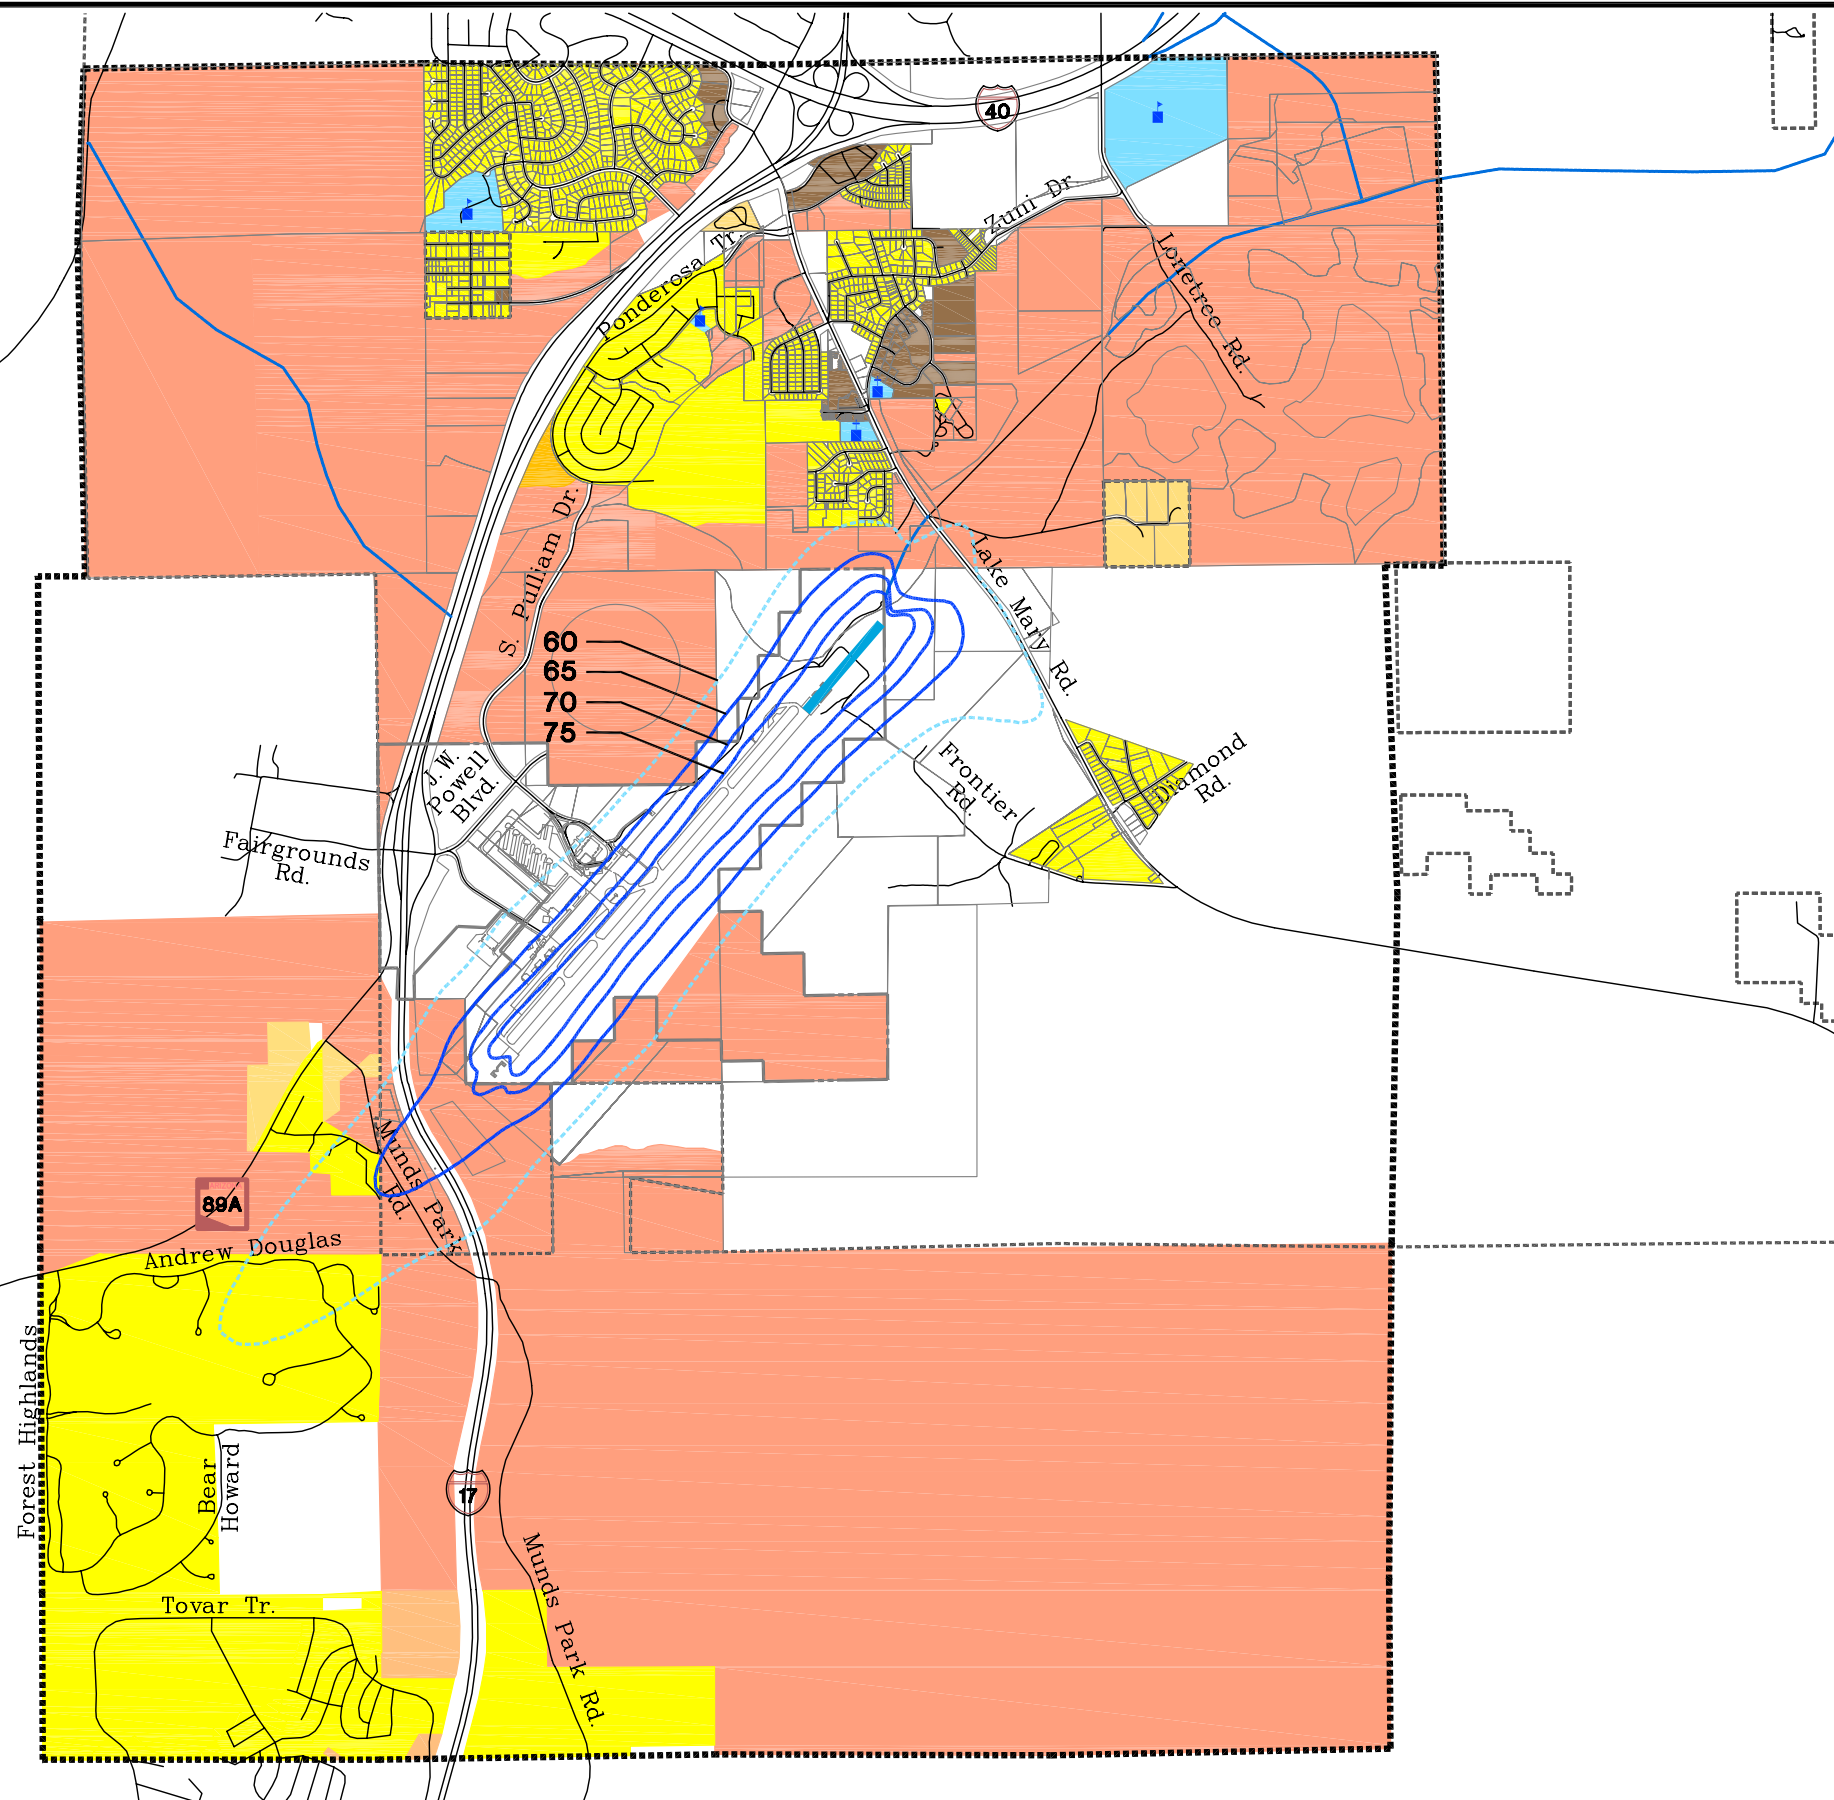 40
Zuni Dr.
Ponderosa Tr.
Lonetree Rd.
S. Pulliam Dr.
Lake Mary Rd.
60
65
70
75
J.W.
Powell
Blvd.
Frontier
Rd.
Diamond
Rd.
Fairgrounds
Rd.
Munds Park
Rd.
89A
Andrew Douglas
Forest Highlands
Bear
Howard
17
Munds Park Rd.
Tovar Tr.